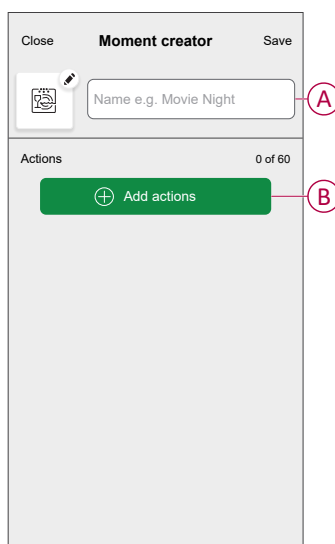 Close Moment creator Save
Name e.g. Movie Night
A
Actions 0 of 60
Add actions
B